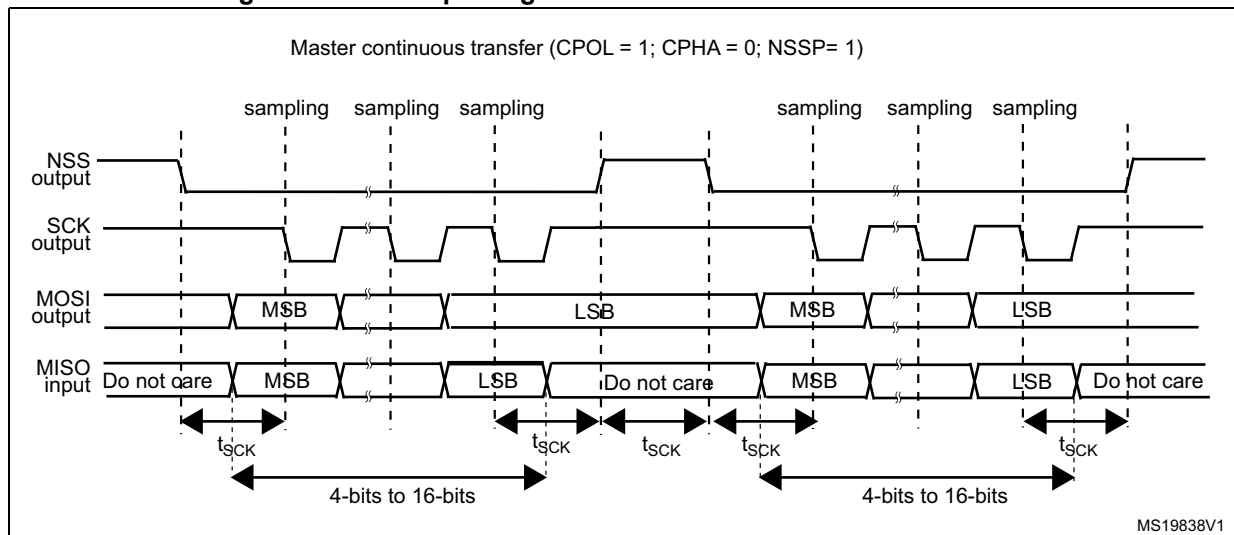 Master continuous transfer (CPOL = 1; CPHA = 0; NSSP= 1)
sampling sampling sampling sampling sampling sampling
NSS
output
SCK
output
MOSI
output
MSB LSB MSB LSB
MISO
input
Do not care MSB LSB Do not care MSB LSB Do not care
tSCK tSCK tSCK tSCK tSCK
4-bits to 16-bits 4-bits to 16-bits
MS19838V1